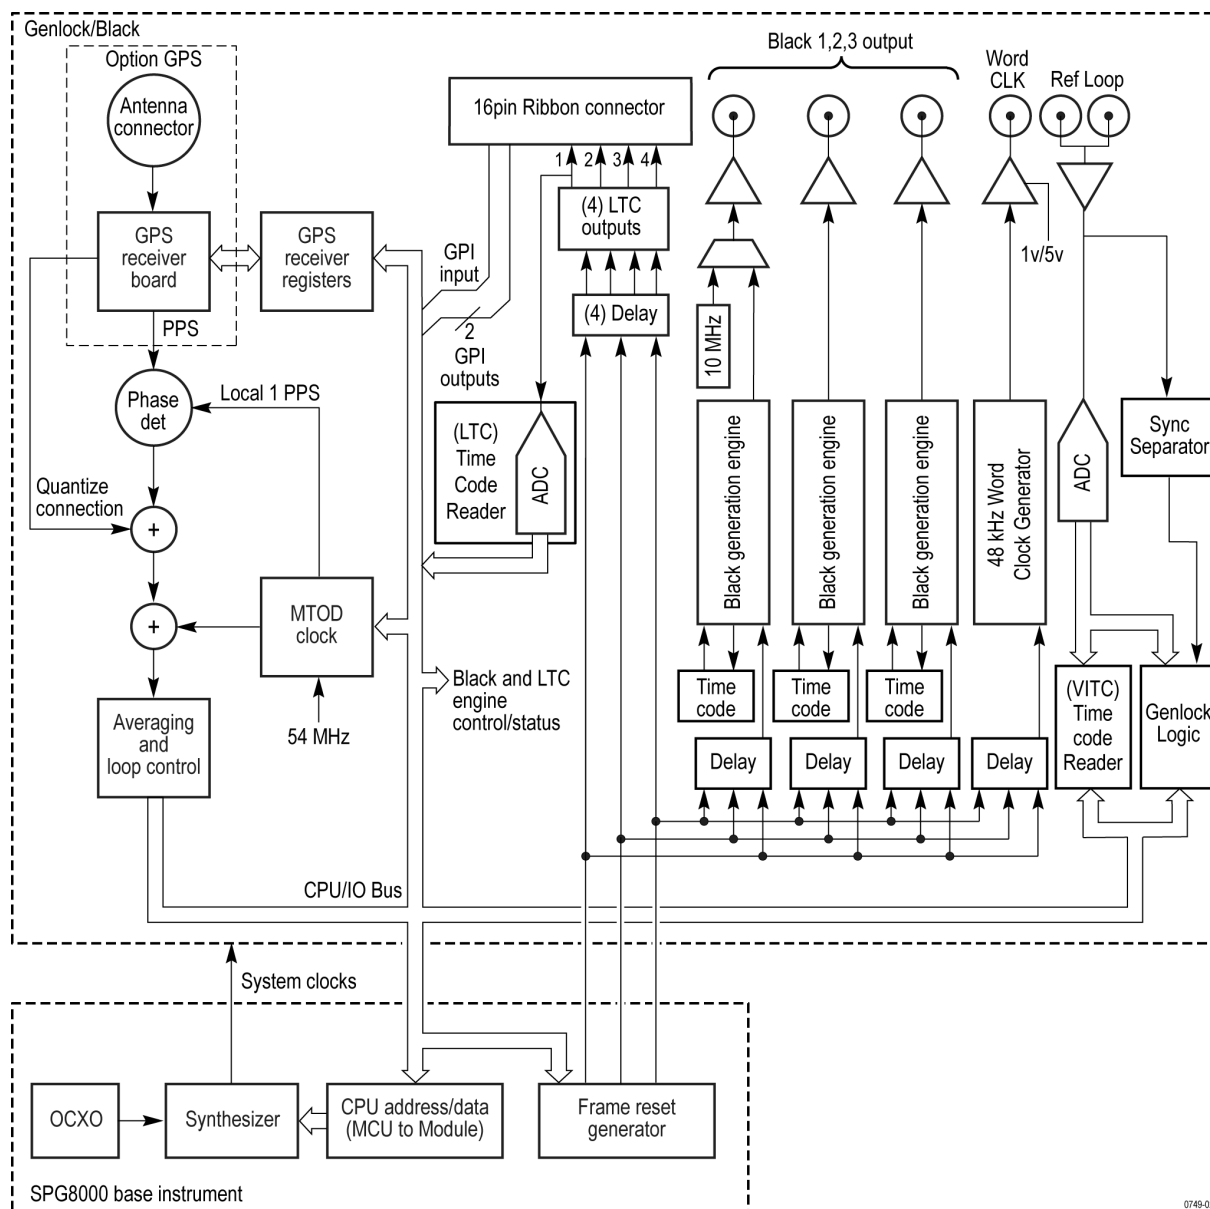 Genlock/Black
Option GPS
Antenna
connector
GPS
receiver
board
GPS
receiver
registers
PPS
Phase
det
Local 1 PPS
Quantize
connection
+
+
MTOD
clock
54 MHz
Averaging
and
loop control
CPU/IO Bus
16pin Ribbon connector
1
2
3
4
(4) LTC
outputs
(4) Delay
GPI
input
2
GPI
outputs
(LTC)
Time
Code
Reader
ADC
Black and LTC
engine
control/status
Black 1,2,3 output
Word
CLK
Ref Loop
1v/5v
10 MHz
Black generation engine
Black generation engine
Black generation engine
48 kHz Word
Clock Generator
ADC
Sync
Separator
Time
code
Time
code
Time
code
Delay
Delay
Delay
Delay
(VITC)
Time
code
Reader
Genlock
Logic
System clocks
OCXO
Synthesizer
CPU address/data
(MCU to Module)
Frame reset
generator
SPG8000 base instrument